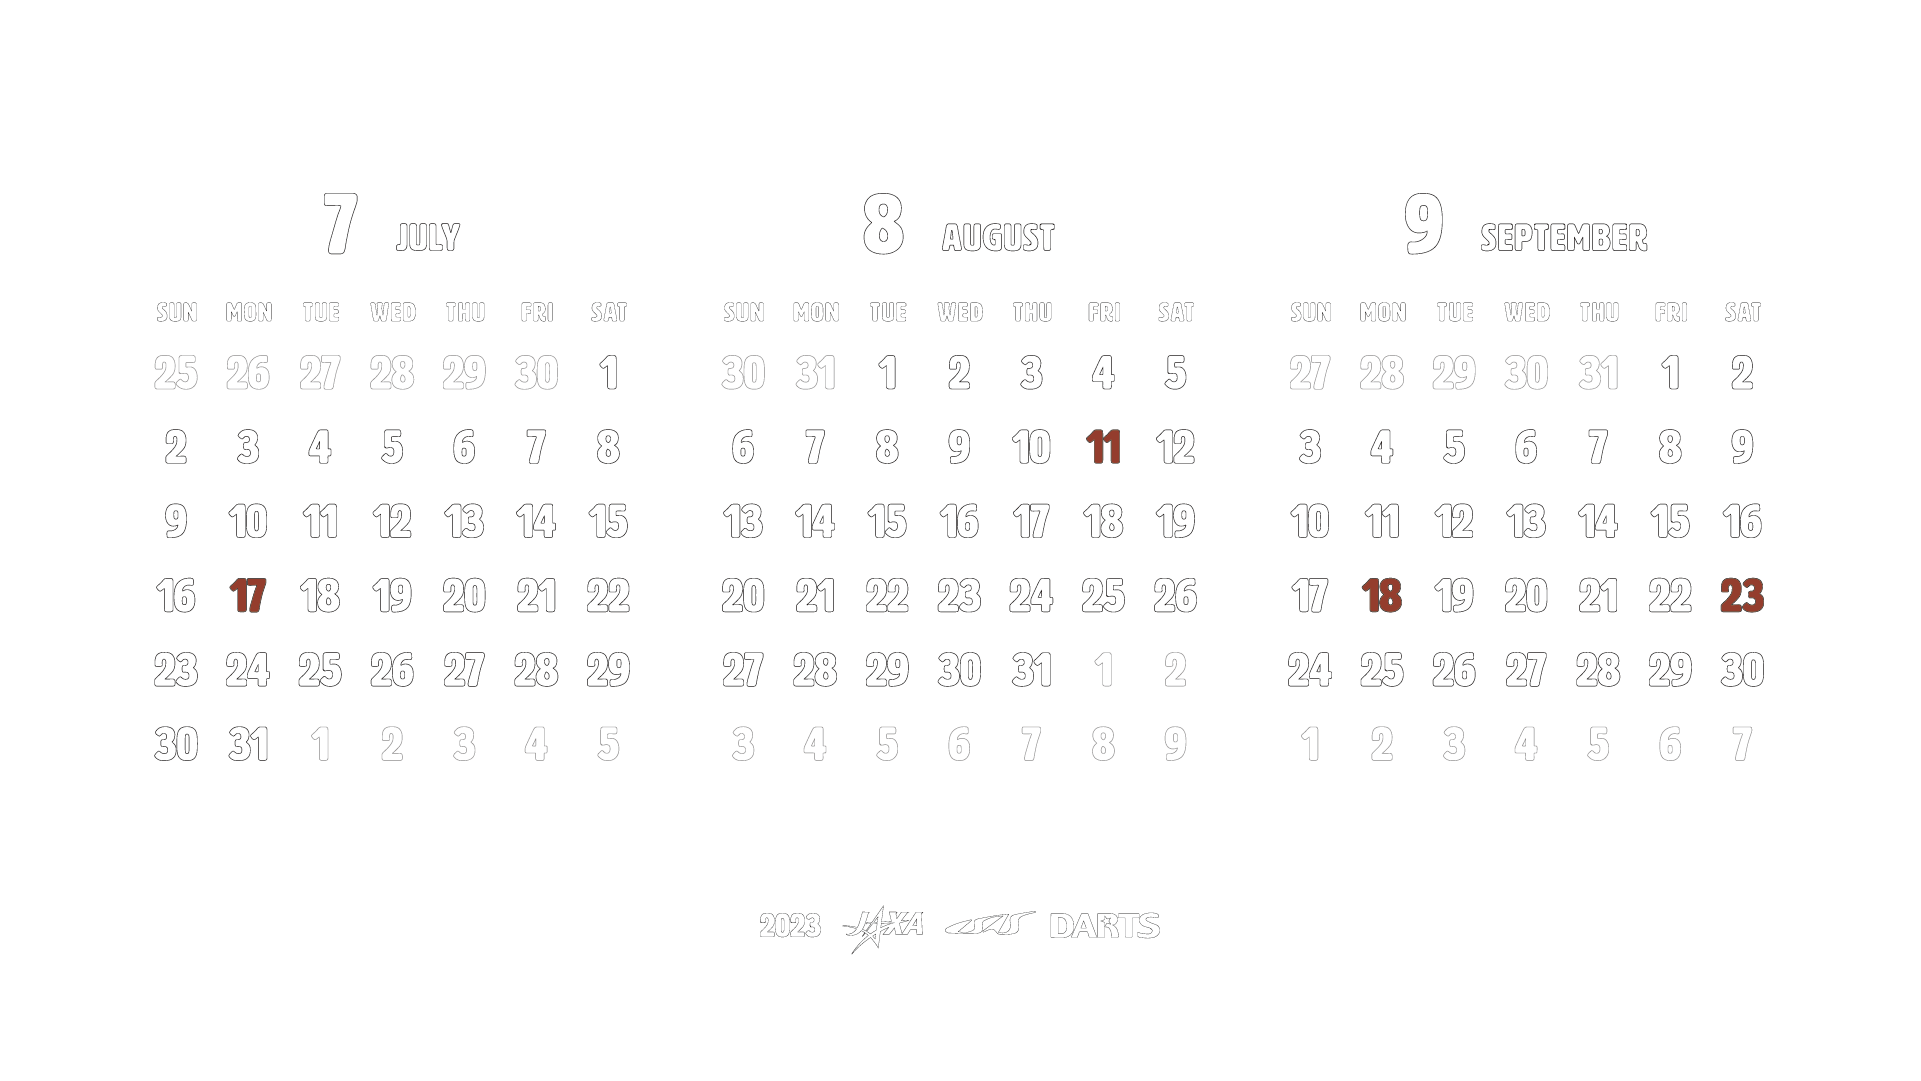 7 JULY
SUN MON TUE WED THU FRI SAT
25 26 27 28 29 30 1
2 3 4 5 6 7 8
9 10 11 12 13 14 15
16 17 18 19 20 21 22
23 24 25 26 27 28 29
30 31 1 2 3 4 5
8 AUGUST
SUN MON TUE WED THU FRI SAT
30 31 1 2 3 4 5
6 7 8 9 10 11 12
13 14 15 16 17 18 19
20 21 22 23 24 25 26
27 28 29 30 31 1 2
3 4 5 6 7 8 9
9 SEPTEMBER
SUN MON TUE WED THU FRI SAT
27 28 29 30 31 1 2
3 4 5 6 7 8 9
10 11 12 13 14 15 16
17 18 19 20 21 22 23
24 25 26 27 28 29 30
1 2 3 4 5 6 7
2023 JAXA ISAS DARTS